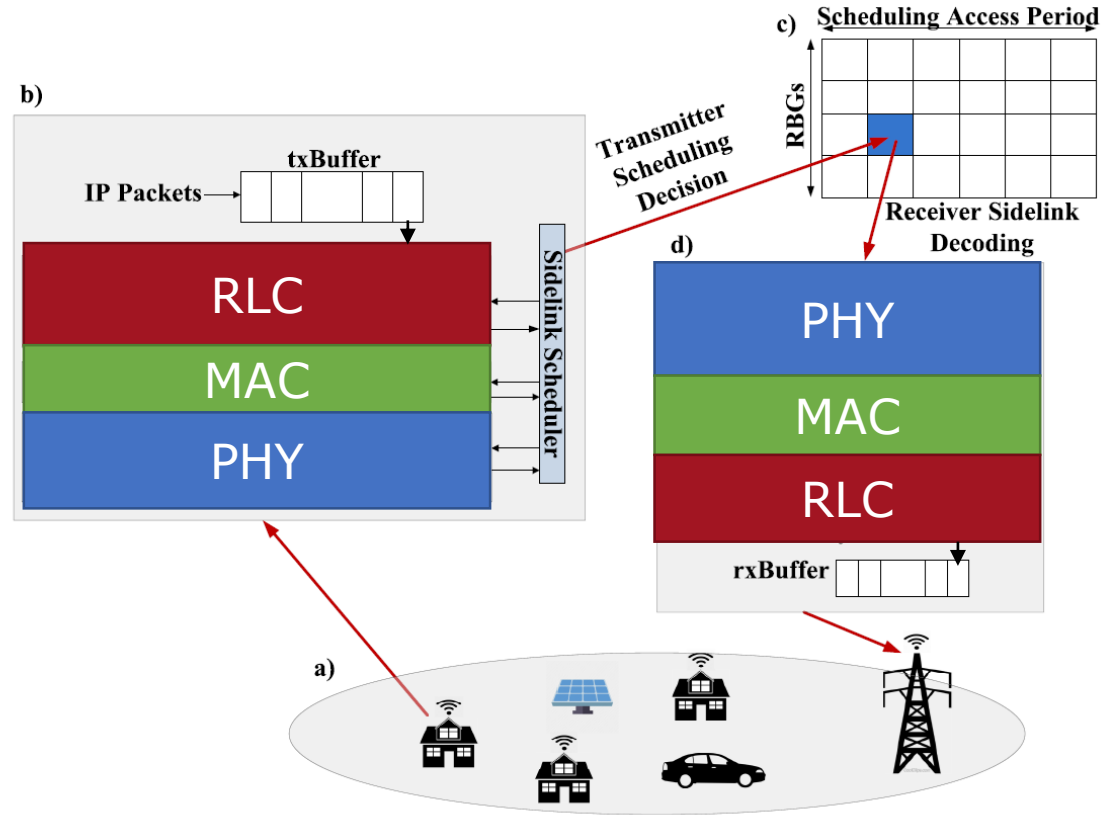 c)
Scheduling Access Period
RBGs
b)
Transmitter
Scheduling
Decision
txBuffer
IP Packets
Receiver Sidelink
Decoding
d)
Sidelink Scheduler
RLC
MAC
PHY
PHY
MAC
RLC
rxBuffer
a)